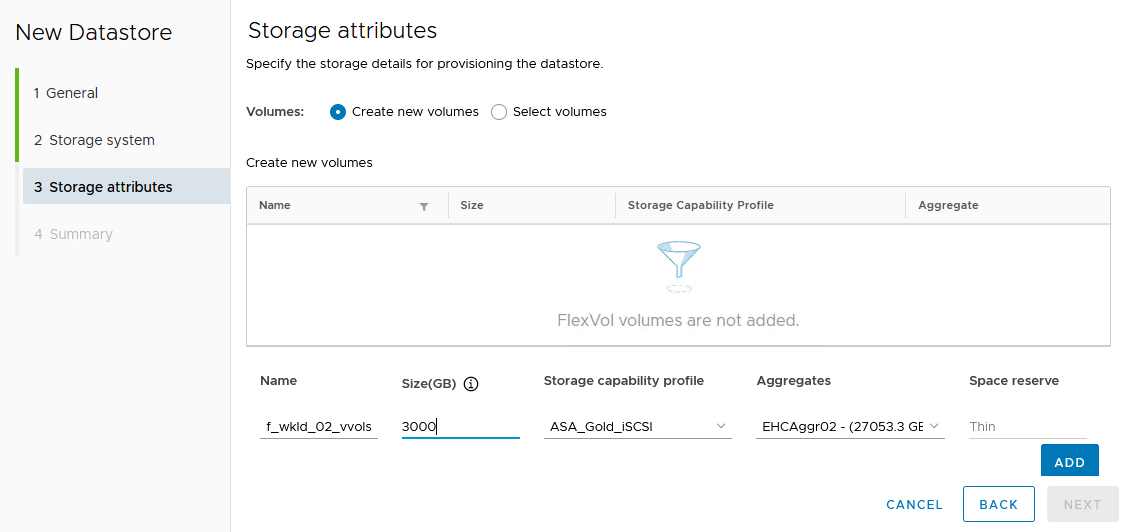 New Datastore
1 General
2 Storage system
3 Storage attributes
4 Summary
Storage attributes
Specify the storage details for provisioning the datastore.
Volumes: Create new volumes Select volumes
Create new volumes
Name Size Storage Capability Profile Aggregate
FlexVol volumes are not added.
Name Size(GB) Storage capability profile Aggregates Space reserve
f_wkld_02_vvols 3000 ASA_Gold_iSCSI EHCAggr02 - (27053.3 GE Thin
ADD
CANCEL BACK NEXT